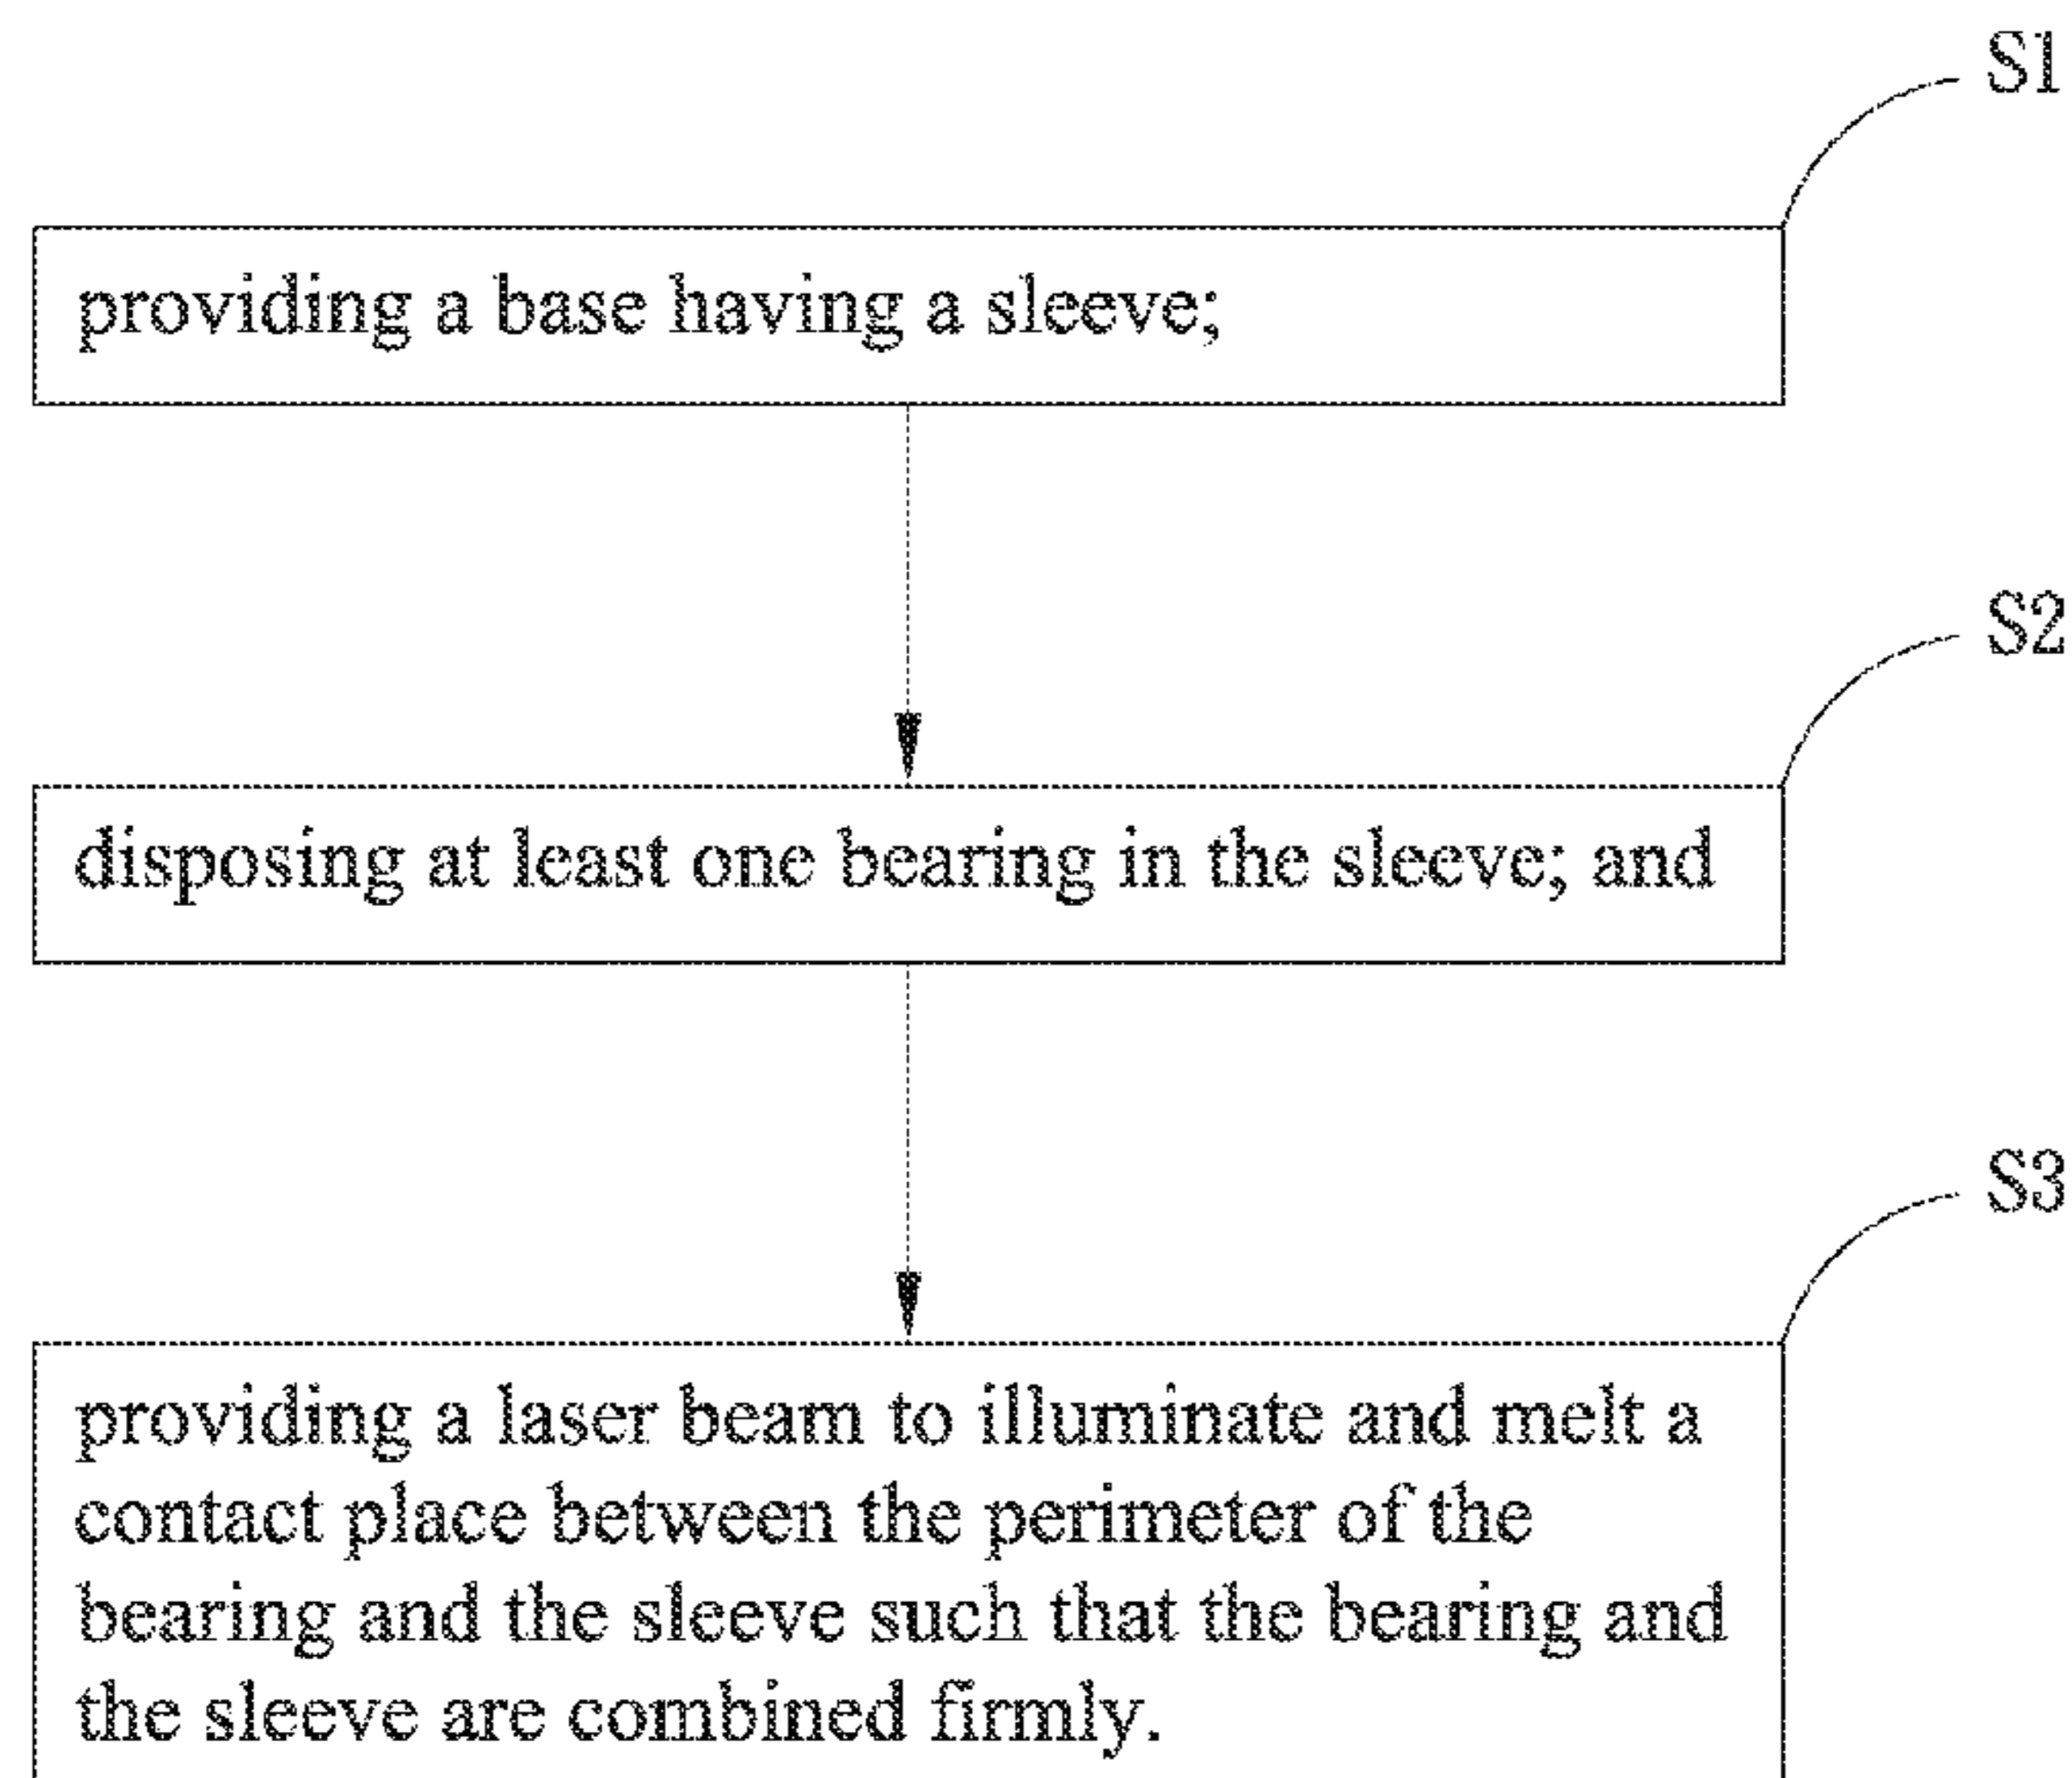 S1
providing a base having a sleeve;
S2
disposing at least one bearing in the sleeve; and
S3
providing a laser beam to illuminate and melt a
contact place between the perimeter of the
bearing and the sleeve such that the bearing and
the sleeve are combined firmly.